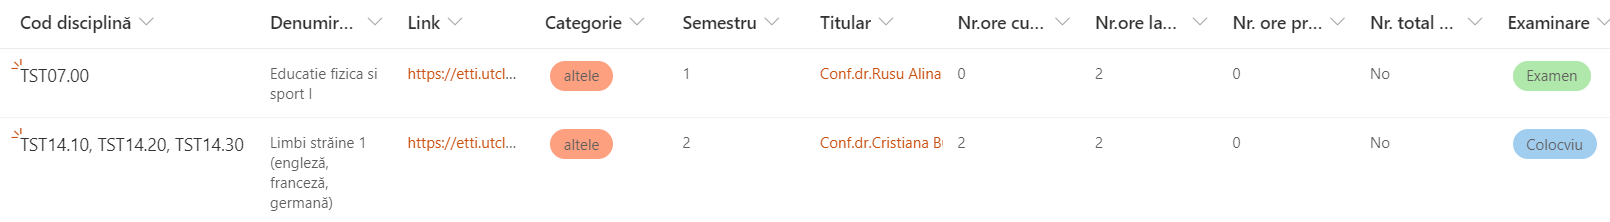 Cod disciplină Denumir... Link Categorie Semestru Titular Nr.ore cu... Nr.ore la... Nr. ore pr... Nr. total ... Examinare
TST07.00 Educatie fizica si sport I https://etti.utcl... altele 1 Conf.dr.Rusu Alina 0 2 0 No Examen
TST14.10, TST14.20, TST14.30 Limbi străine 1 (engleză, franceză, germană) https://etti.utcl... altele 2 Conf.dr.Cristiana 2 2 0 No Colocviu